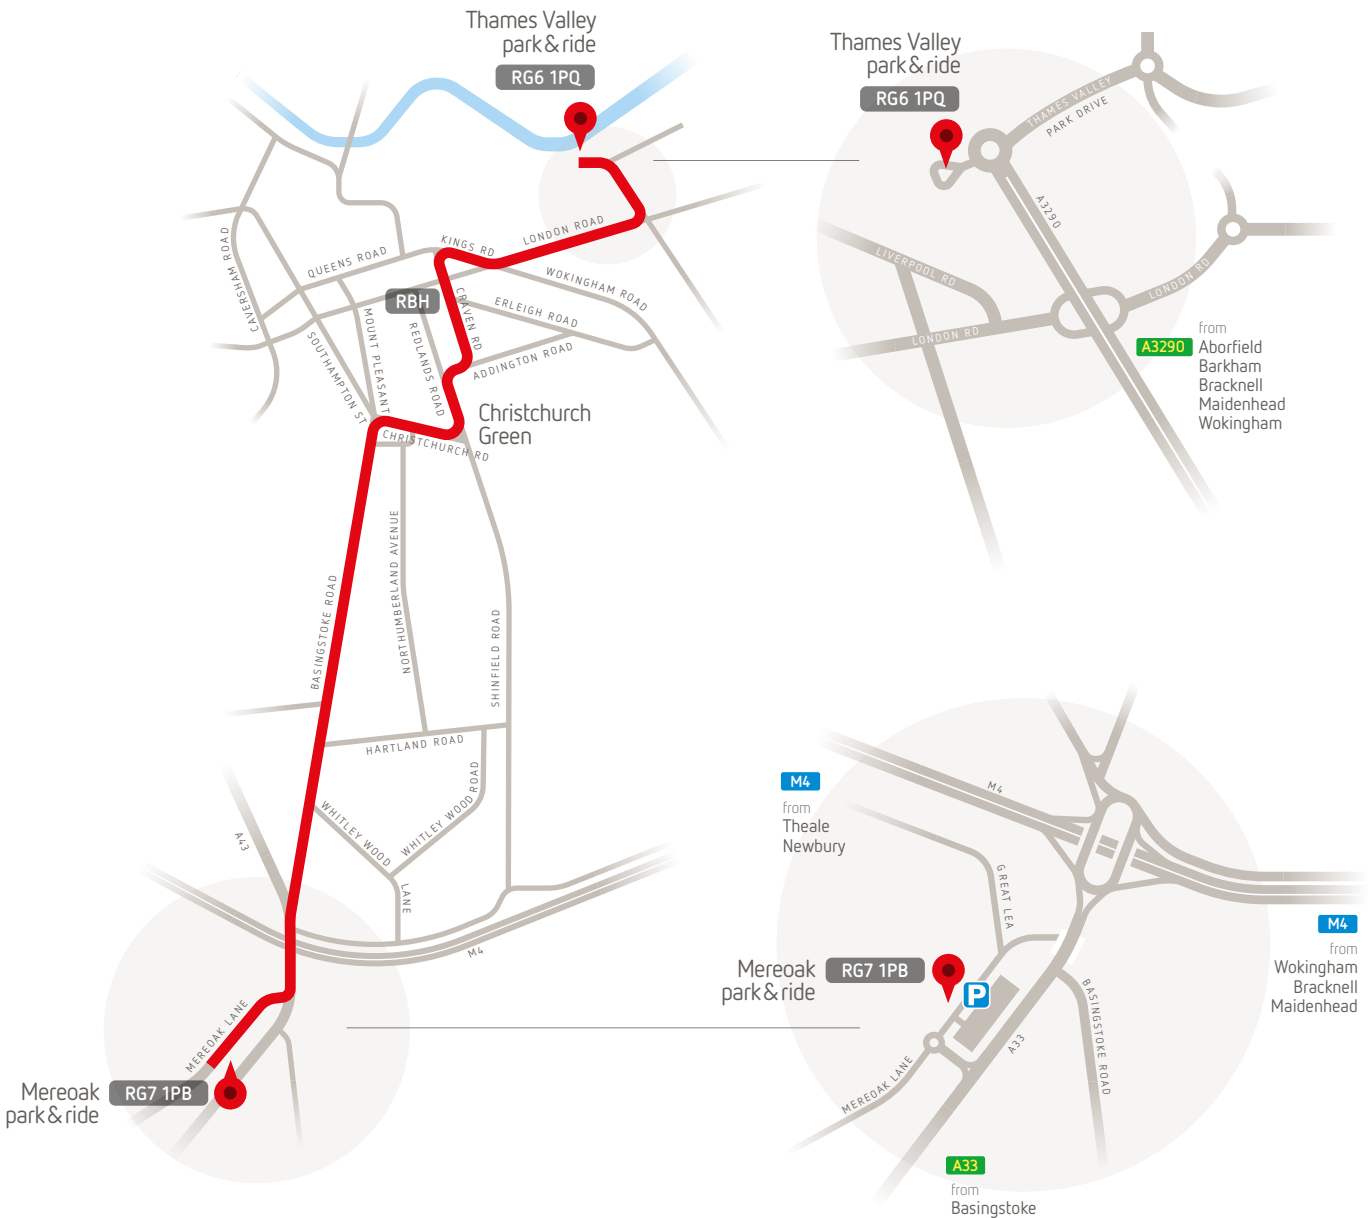 Thames Valley
park & ride
RG6 1PQ
CAVERSHAM ROAD
QUEENS ROAD
KINGS RD
LONDON ROAD
WOKINGHAM ROAD
RBH
CRAVEN RD
ERLEIGH ROAD
ADDINGTON ROAD
SOUTHAMPTON ST
MOUNT PLEASANT
REDLANDS ROAD
Christchurch
Green
CHRISTCHURCH RD
BASINGSTOKE ROAD
NORTHUMBERLAND AVENUE
SHINFIELD ROAD
HARTLAND ROAD
WHITLEY WOOD
LANE
WHITLEY WOOD ROAD
A43
M4
MEREOAK LANE
Mereoak
park & ride
RG7 1PB
Thames Valley
park & ride
RG6 1PQ
THAMES VALLEY
PARK DRIVE
A3290
LIVERPOOL RD
LONDON RD
LONDON RD
A3290
from
Aborfield
Barkham
Bracknell
Maidenhead
Wokingham
M4
from
Theale
Newbury
M4
GREAT LEA
M4
from
Wokingham
Bracknell
Maidenhead
Mereoak
park & ride
RG7 1PB
P
A33
BASINGSTOKE ROAD
MEREOAK LANE
A33
from
Basingstoke